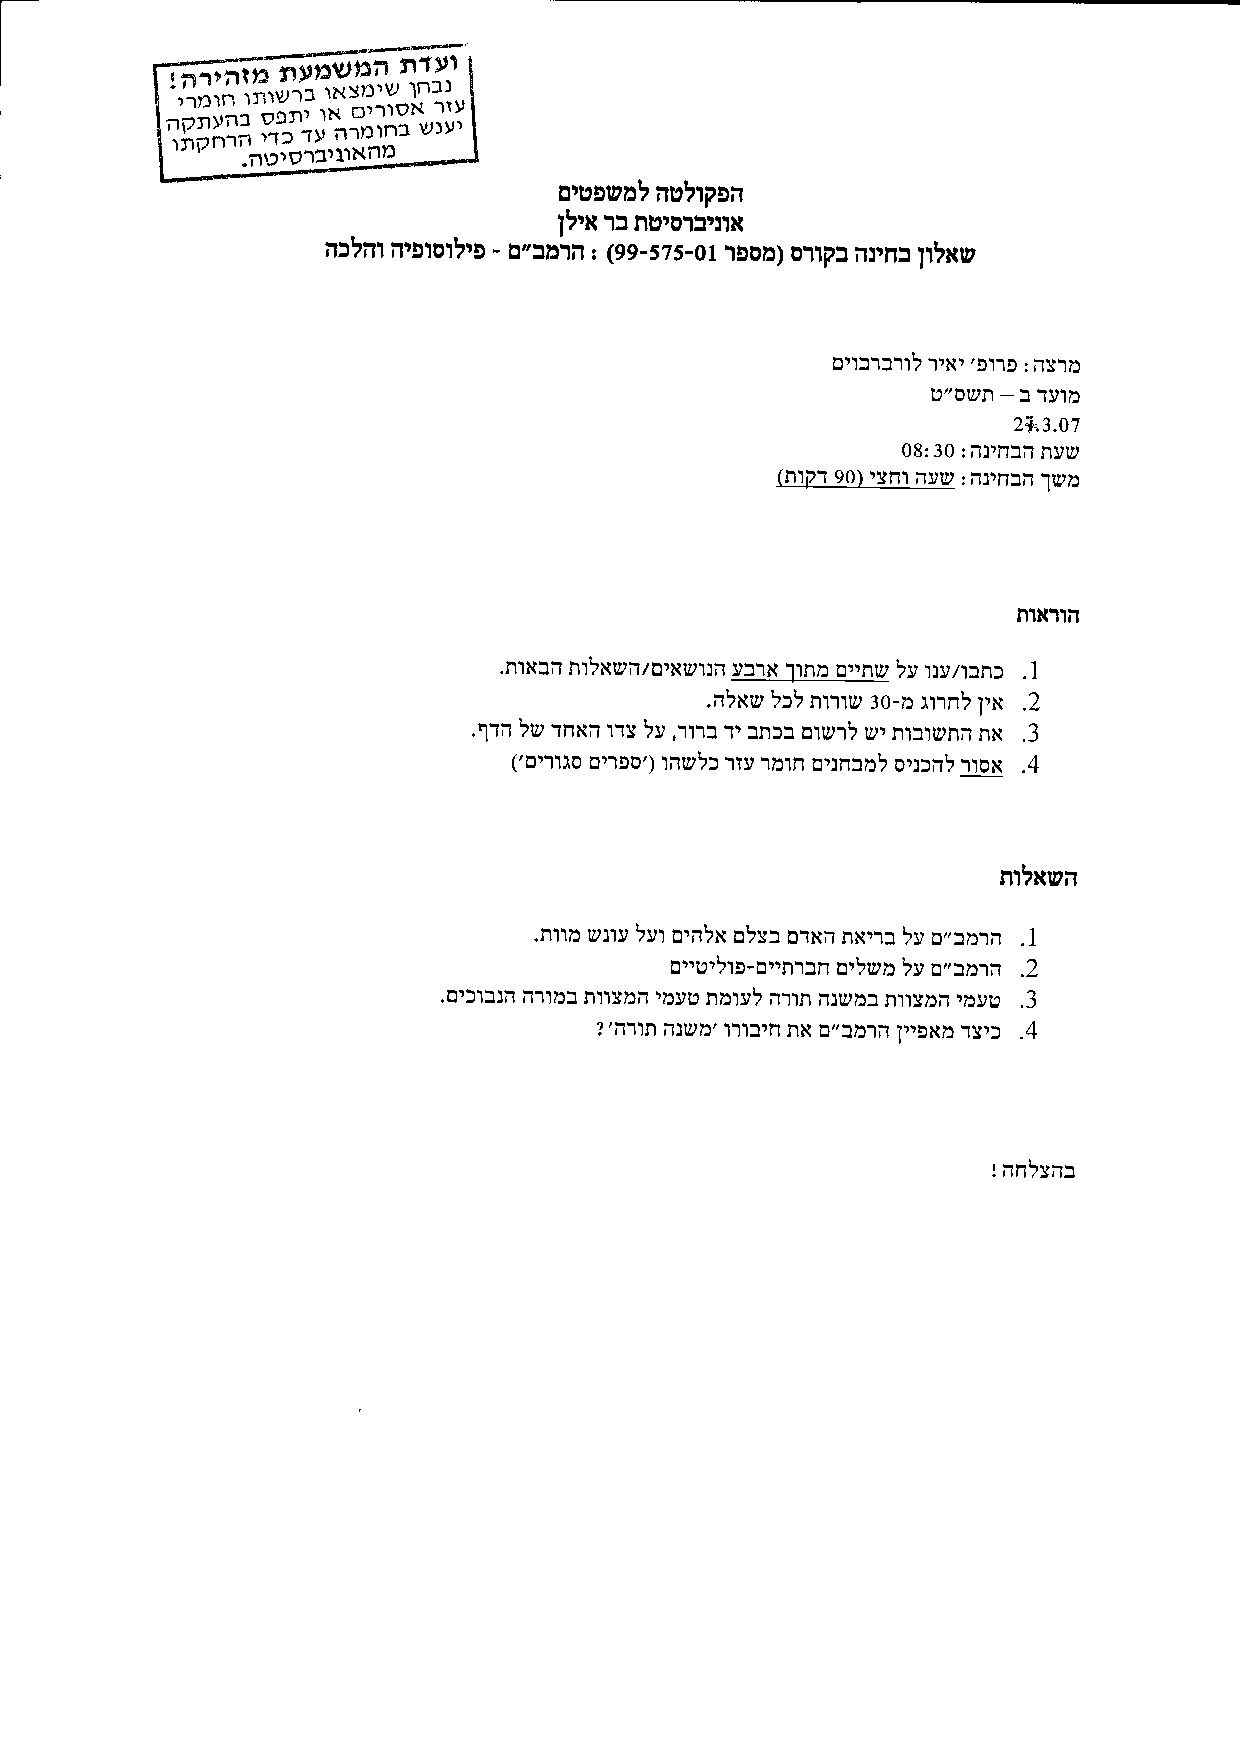 ועדת המשמעת מזהירה!
נבחן שימצאו ברשותו חומרי
עזר אסורים או יתפס בהעתקה
יענש בחומרה עד כדי הרחקתו
מהאוניברסיטה.
הפקולטה למשפטים
אוניברסיטת בר אילן
שאלון בחינה בקורס (מספר 99-575-01) : הרמב״ם - פילוסופיה והלכה
מרצה: פרופ׳ יאיר לורברבוים
מועד ב – תשס״ט
שעת הבחינה: 08:30
משך הבחינה: שעה וחצי (90 דקות)
הוראות
1. כתבו/ענו על שתיים מתוך ארבע הנושאים/השאלות הבאות.
2. אין לחרוג מ-30 שורות לכל שאלה.
3. את התשובות יש לרשום בכתב יד ברור, על צדו האחד של הדף.
4. אסור להכניס למבחנים חומר עזר כלשהו (׳ספרים סגורים׳)
השאלות
1. הרמב״ם על בריאת האדם בצלם אלהים ועל עונש מוות.
2. הרמב״ם על משלים חברתיים-פוליטיים
3. טעמי המצוות במשנה תורה לעומת טעמי המצוות במורה הנבוכים.
4. כיצד מאפיין הרמב״ם את חיבורו ׳משנה תורה׳?
בהצלחה!